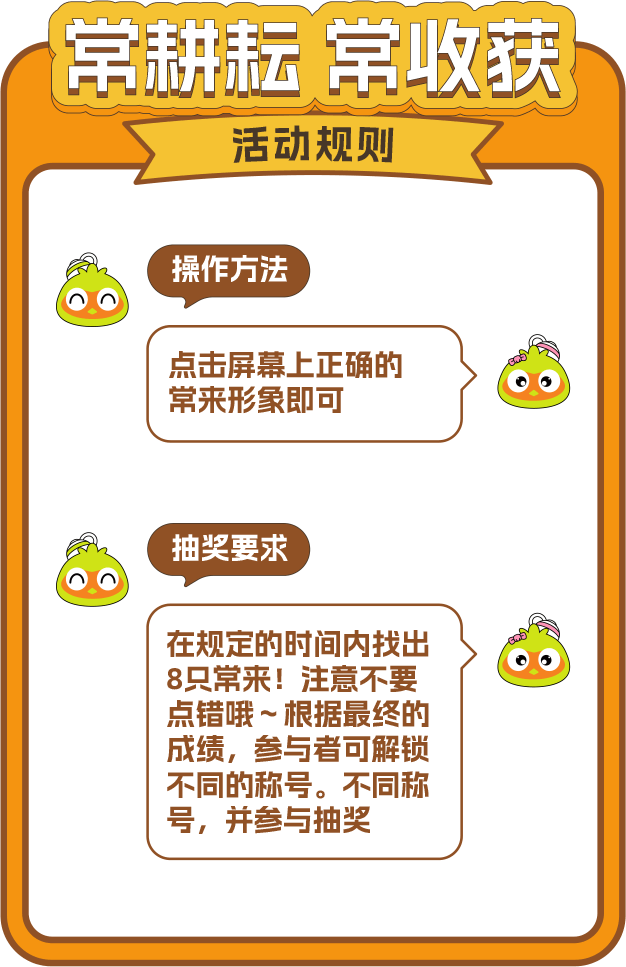 常耕耘 常收获
活动规则
操作方法
点击屏幕上正确的
常来形象即可
抽奖要求
在规定的时间内找出
8只常来！注意不要
点错哦～根据最终的
成绩，参与者可解锁
不同的称号。不同称
号，并参与抽奖